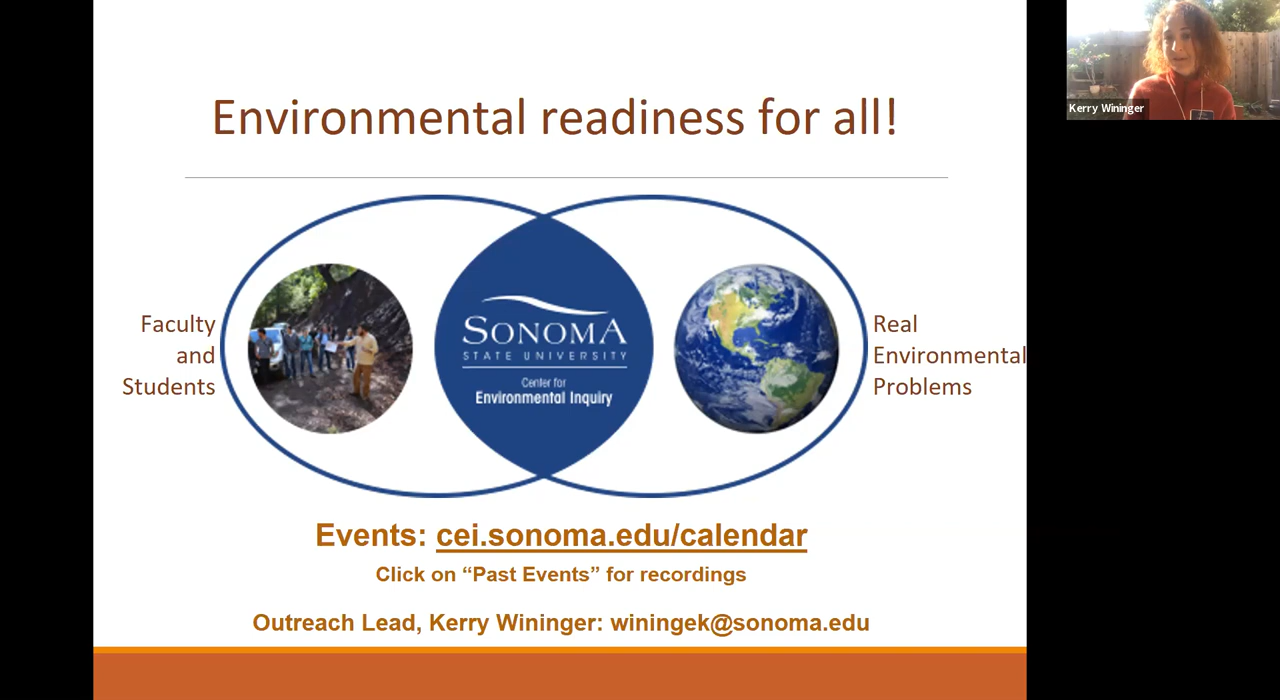 Environmental readiness for all!
Kerry Wininger
Faculty
and
Students
SONOMA
STATE UNIVERSITY
Center for
Environmental Inquiry
Real
Environmental
Problems
Events: cei.sonoma.edu/calendar
Click on “Past Events” for recordings
Outreach Lead, Kerry Wininger: winingek@sonoma.edu